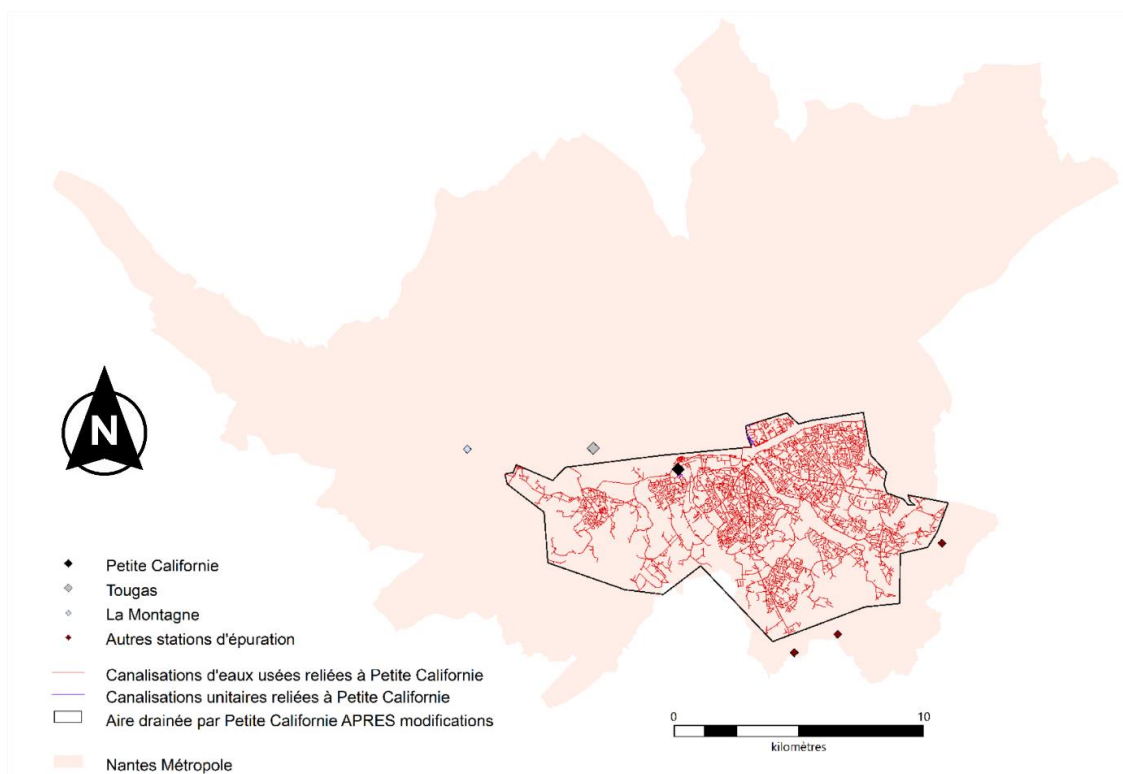 N
Petite Californie
Tougas
La Montagne
Autres stations d'épuration
Canalisations d'eaux usées reliées à Petite Californie
Canalisations unitaires reliées à Petite Californie
Aire drainée par Petite Californie APRES modifications
Nantes Métropole
0 10
kilomètres